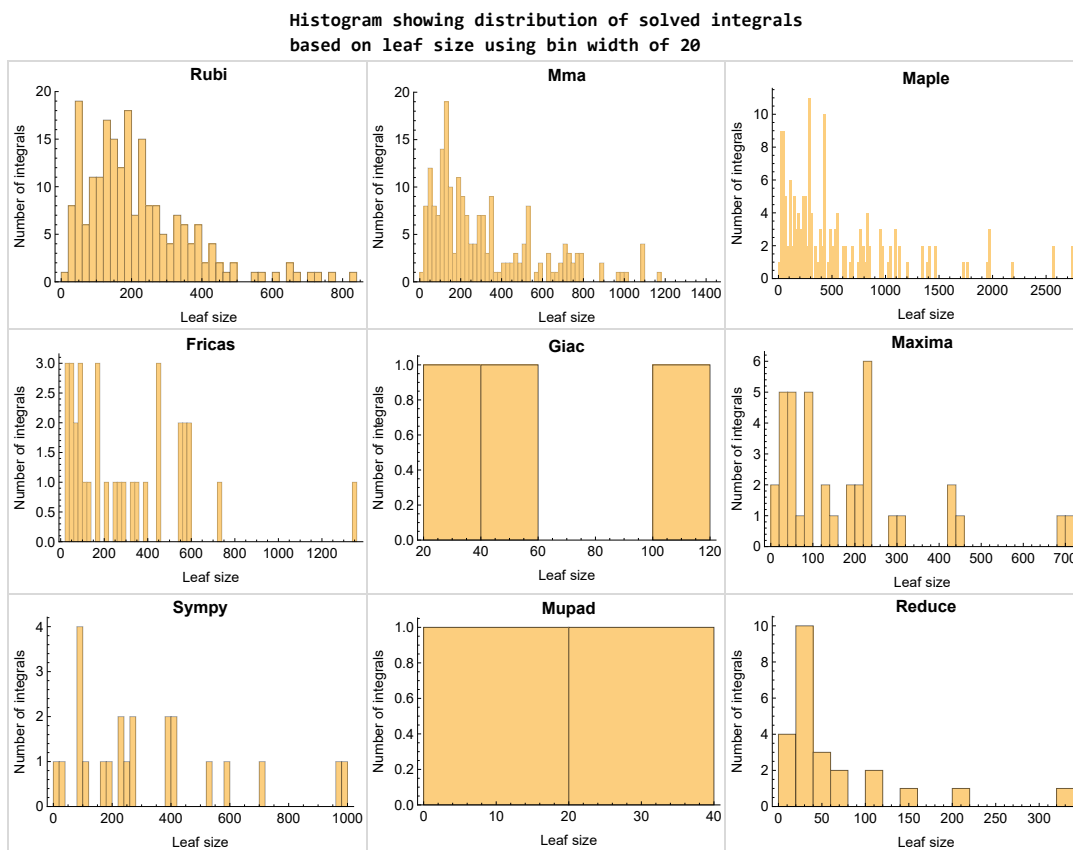 Histogram showing distribution of solved integrals
based on leaf size using bin width of 20
Rubi
Number of integrals
20
15
10
5
0
0 200 400 600 800
Leaf size
Mma
Number of integrals
20
15
10
5
0
0 200 400 600 800 1000 1200 1400
Leaf size
Maple
Number of integrals
10
8
6
4
2
0
0 500 1000 1500 2000 2500
Leaf size
Fricas
Number of integrals
3.0
2.5
2.0
1.5
1.0
0.5
0.0
0 200 400 600 800 1000 1200
Leaf size
Giac
Number of integrals
1.0
0.8
0.6
0.4
0.2
0.0
20 40 60 80 100 120
Leaf size
Maxima
Number of integrals
6
5
4
3
2
1
0
0 100 200 300 400 500 600 700
Leaf size
Sympy
Number of integrals
4
3
2
1
0
0 200 400 600 800 1000
Leaf size
Mupad
Number of integrals
1.0
0.8
0.6
0.4
0.2
0.0
0 10 20 30 40
Leaf size
Reduce
Number of integrals
10
8
6
4
2
0
0 50 100 150 200 250 300
Leaf size